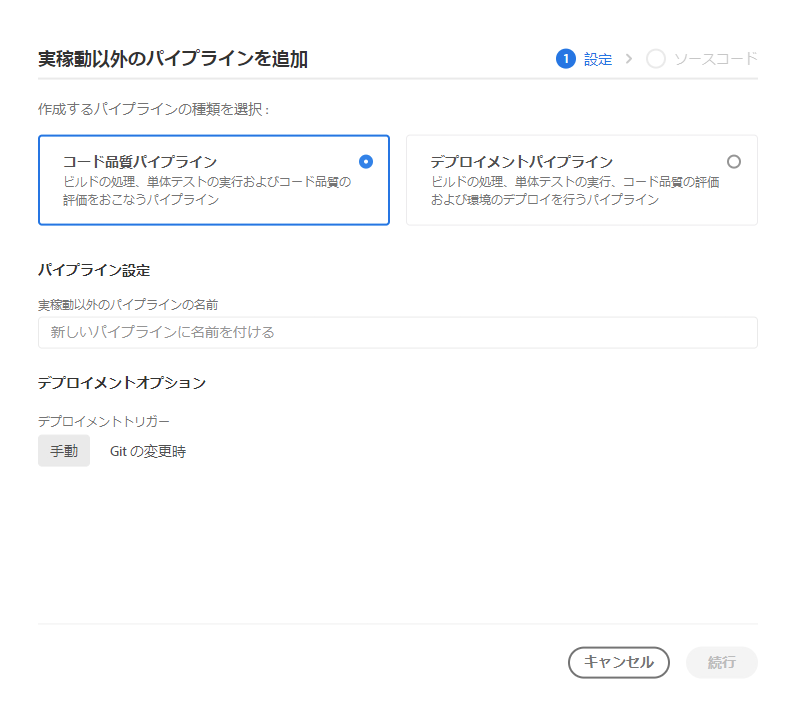 実稼動以外のパイプラインを追加
1 設定 > ソースコード
作成するパイプラインの種類を選択 :
コード品質パイプライン
ビルドの処理、単体テストの実行およびコード品質の
評価をおこなうパイプライン
デプロイメントパイプライン
ビルドの処理、単体テストの実行、コード品質の評価
および環境のデプロイを行うパイプライン
パイプライン設定
実稼動以外のパイプラインの名前
新しいパイプラインに名前を付ける
デプロイメントオプション
デプロイメントトリガー
手動 Git の変更時
キャンセル 続行